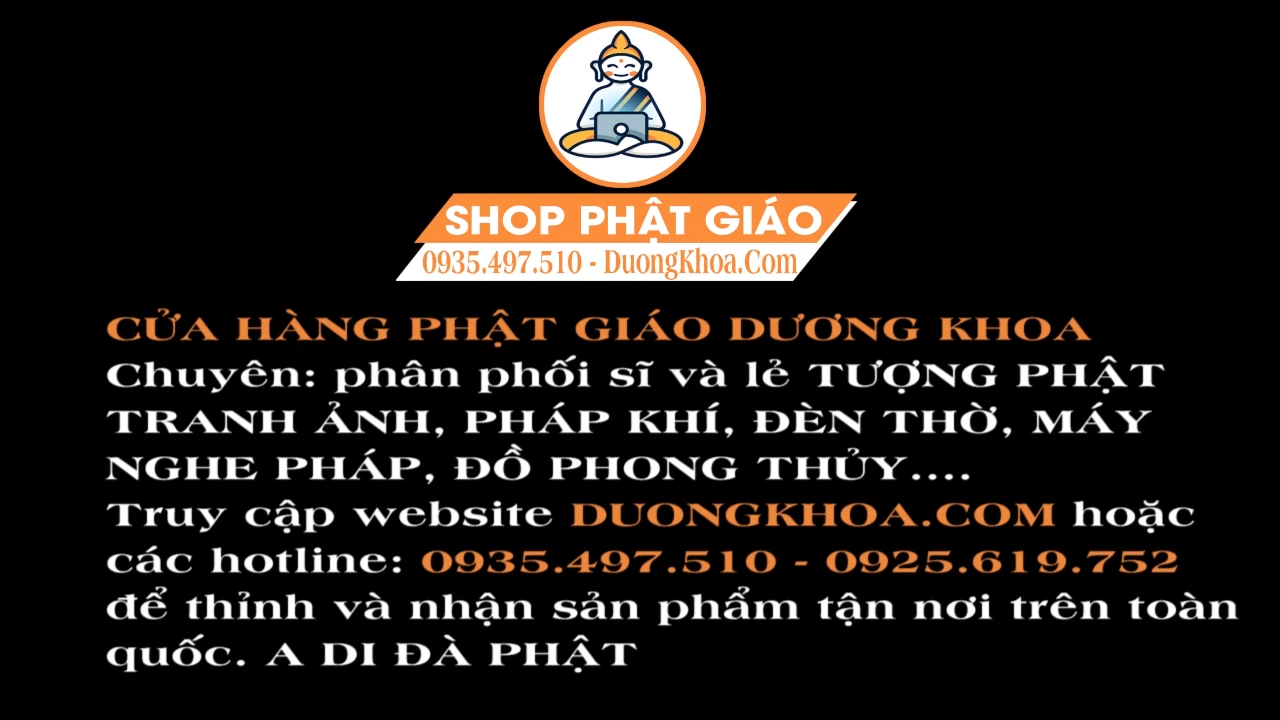 SHOP PHẬT GIÁO
0935.497.510 - DuongKhoa.Com
CỬA HÀNG PHẬT GIÁO DƯƠNG KHOA
Chuyên: phân phối sĩ và lẻ TƯỢNG PHẬT
TRANH ẢNH, PHÁP KHÍ, ĐÈN THỜ, MÁY
NGHE PHÁP, ĐỒ PHONG THỦY....
Truy cập website DUONGKHOA.COM hoặc
các hotline: 0935.497.510 - 0925.619.752
để thỉnh và nhận sản phẩm tận nơi trên toàn
quốc. A DI ĐÀ PHẬT